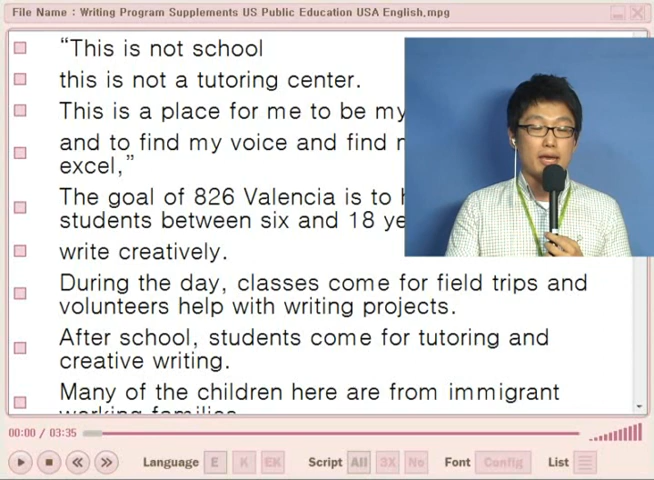 File Name : Writing Program Supplements US Public Education USA English.mpg
“This is not school
this is not a tutoring center.
This is a place for me to be my
and to find my voice and find
excel,”
The goal of 826 Valencia is to
students between six and 18
write creatively.
During the day, classes come for field trips and
volunteers help with writing projects.
After school, students come for tutoring and
creative writing.
Many of the children here are from immigrant
working families
00:00 / 03:35
Language E K EK Script All 3X No Font Config List